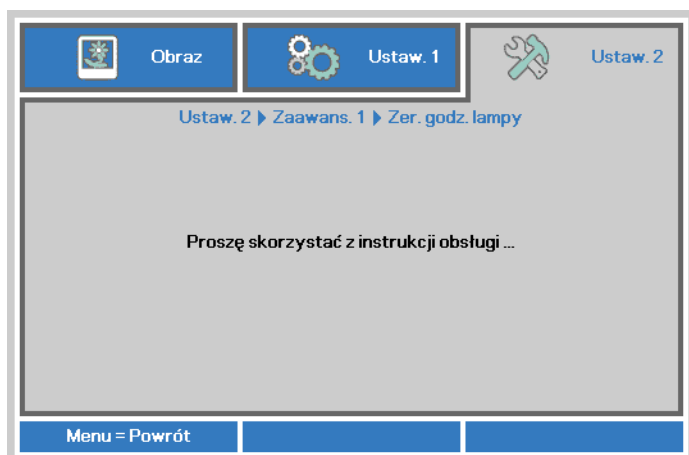 Obraz
Ustaw. 1
Ustaw. 2
Ustaw. 2 ▶ Zaawans. 1 ▶ Zer. godz. lampy
Proszę skorzystać z instrukcji obsługi ...
Menu = Powrót